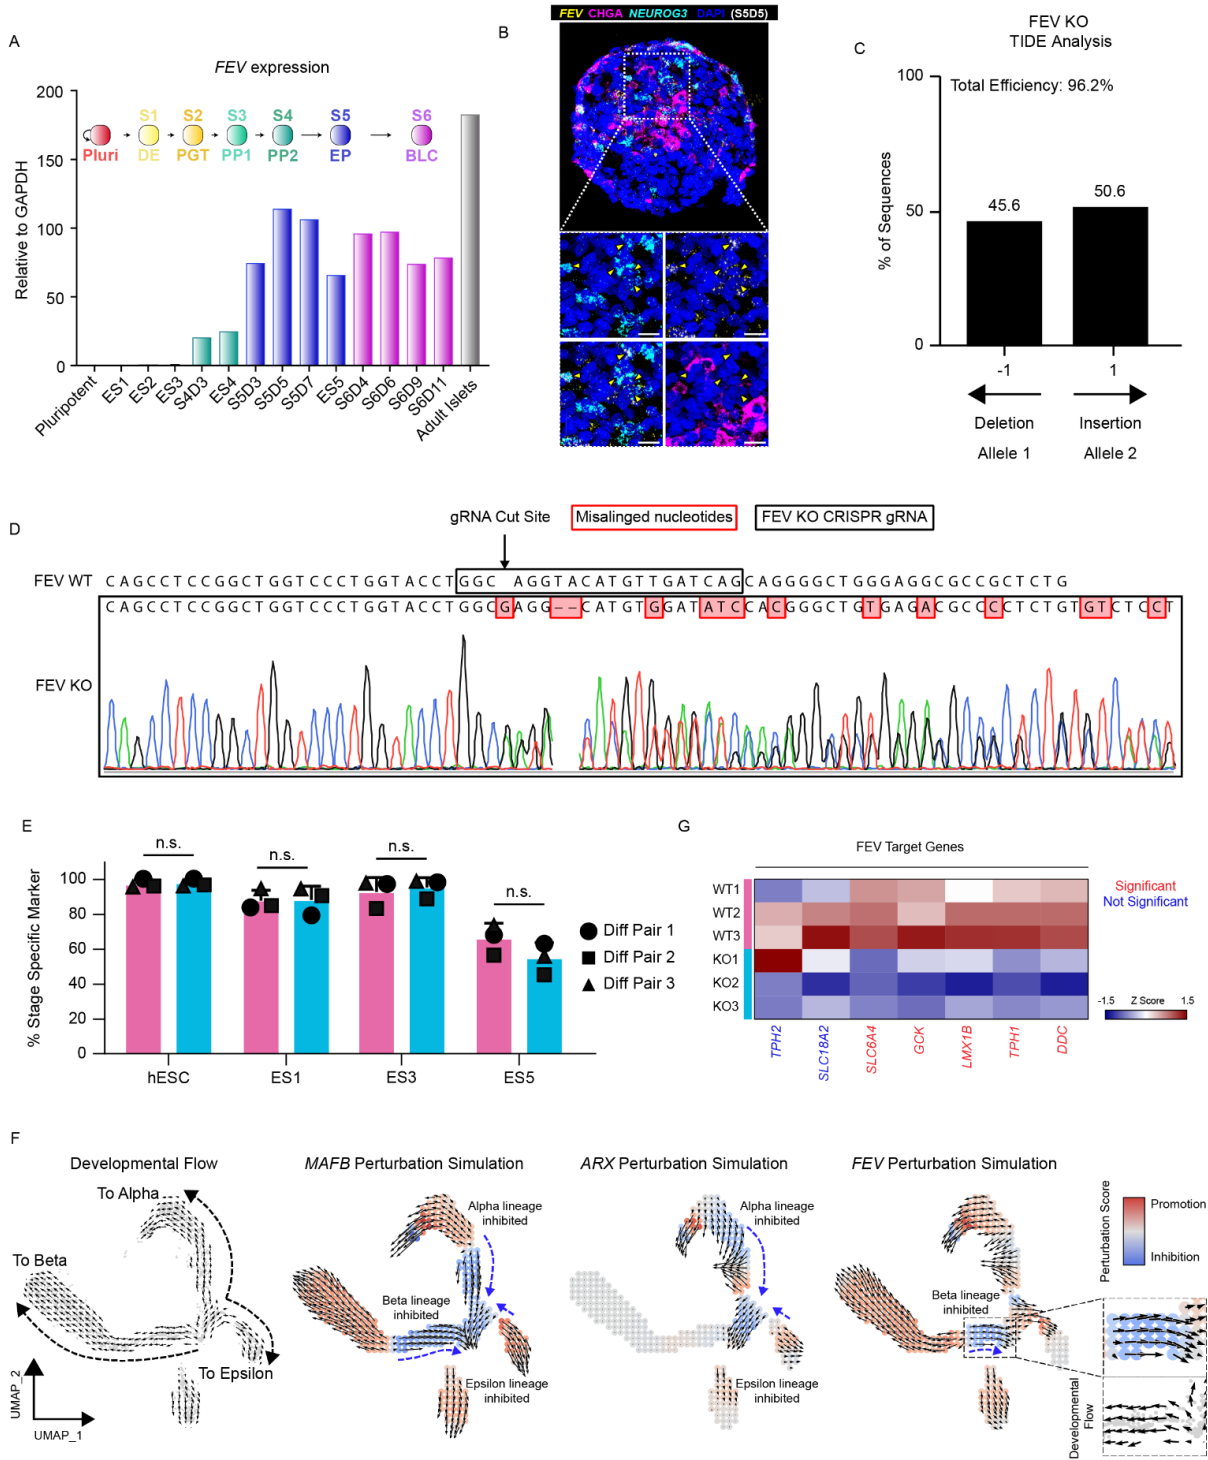 A
FEV expression
Relative to GAPDH
200
150
100
50
0
Pluri
S1
DE
S2
PGT
S3
PP1
S4
PP2
S5
EP
S6
BLC
Pluripotent
ES1
ES2
ES3
S4D3
ES4
S5D3
S5D5
S5D7
ES5
S6D4
S6D6
S6D9
S6D11
Adult Islets
B
FEV CHGA NEUROG3 DAPI (S5D5)
C
FEV KO
TIDE Analysis
Total Efficiency: 96.2%
% of Sequences
100
50
0
45.6
50.6
-1
1
Deletion
Insertion
Allele 1
Allele 2
D
gRNA Cut Site
Misalinged nucleotides
FEV KO CRISPR gRNA
FEV WT
CAGCCTCCGGCTGGTCCCTGGTACCTGGC AGGTACATGTTGATCAGCAGGGGCTGGGAGGCGCCGCTCTG
CAGCCTCCGGCTGGTCCCTGGTACCTGGCGAGG--CATGTGGATATCCACGGGCTGTGAGACGCCCCTCTGTGTCTCCT
FEV KO
E
% Stage Specific Marker
100
80
60
40
20
0
n.s.
n.s.
n.s.
n.s.
hESC
ES1
ES3
ES5
Diff Pair 1
Diff Pair 2
Diff Pair 3
G
FEV Target Genes
WT1
WT2
WT3
KO1
KO2
KO3
TPH2
SLC18A2
SLC6A4
GCK
LMX1B
TPH1
DDC
Significant
Not Significant
-1.5 Z Score 1.5
F
Developmental Flow
To Alpha
To Beta
To Epsilon
UMAP_2
UMAP_1
MAFB Perturbation Simulation
Alpha lineage
inhibited
Beta lineage
inhibited
Epsilon lineage
inhibited
ARX Perturbation Simulation
Alpha lineage
inhibited
Epsilon lineage
inhibited
FEV Perturbation Simulation
Beta lineage
inhibited
Perturbation Score
Promotion
Inhibition
Developmental
Flow